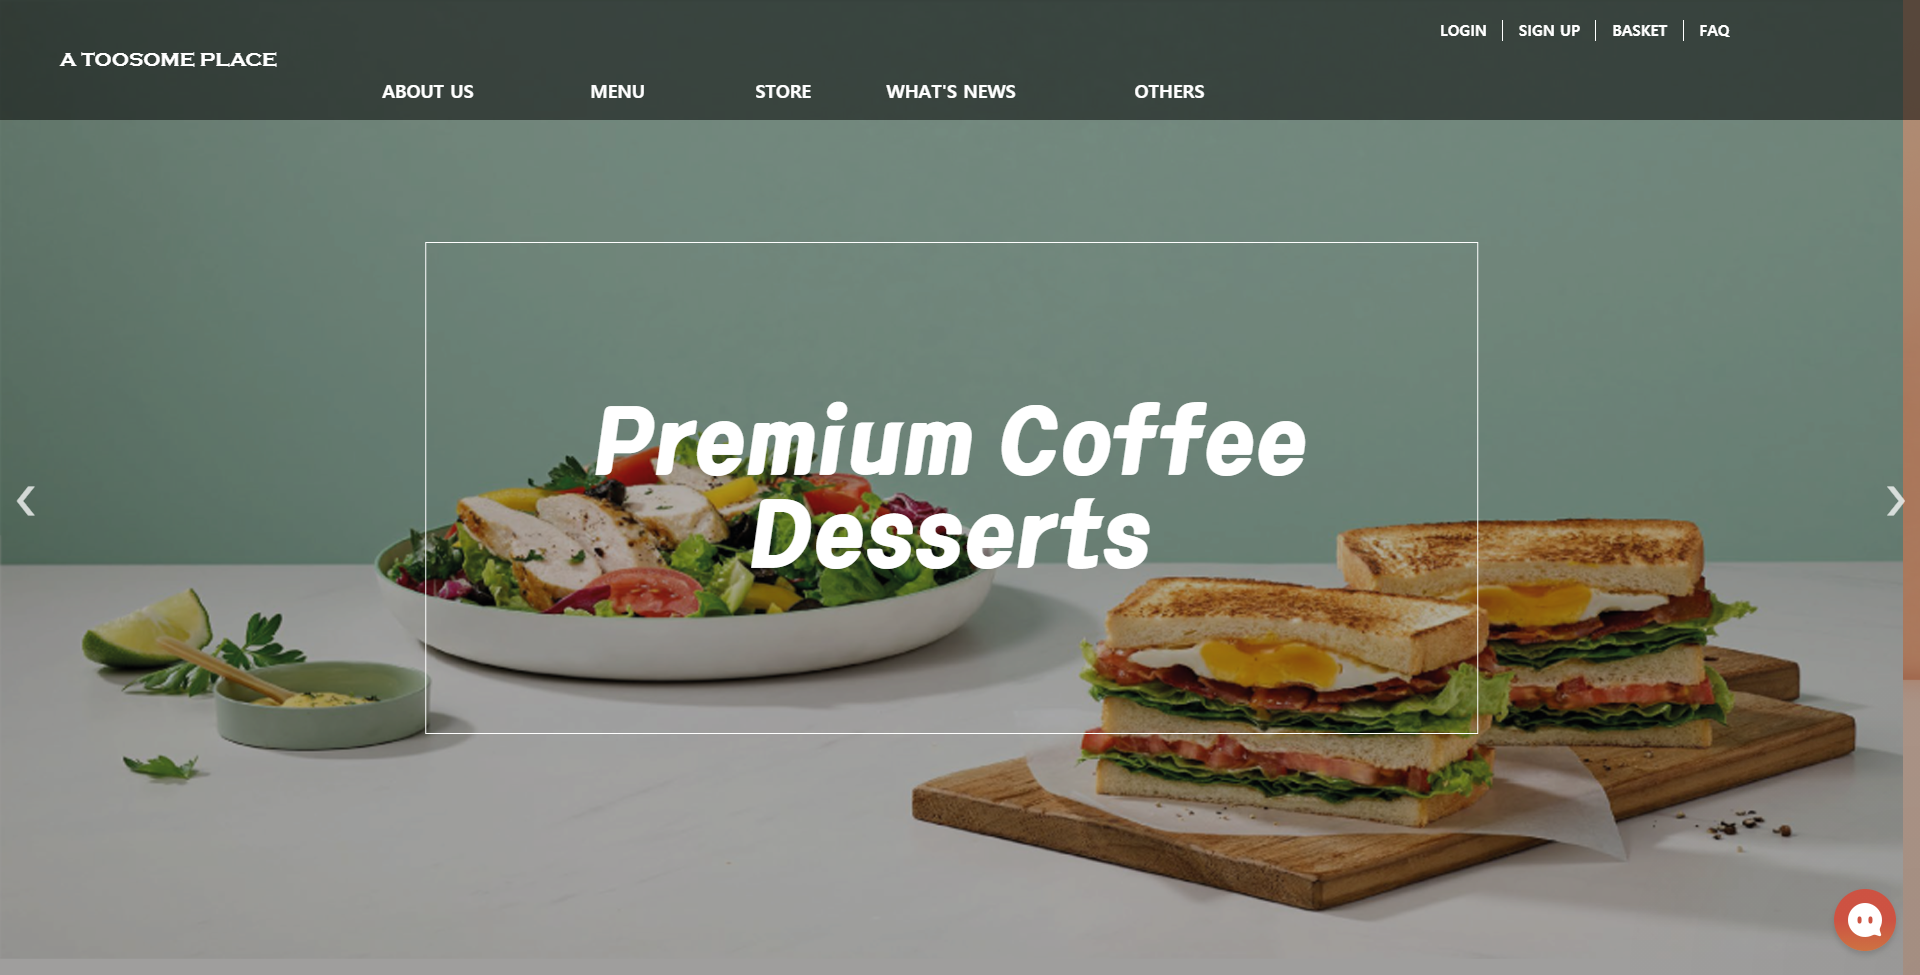 LOGIN
SIGN UP
BASKET
FAQ
A TOOSOME PLACE
ABOUT US
MENU
STORE
WHAT'S NEWS
OTHERS
Premium Coffee
Desserts